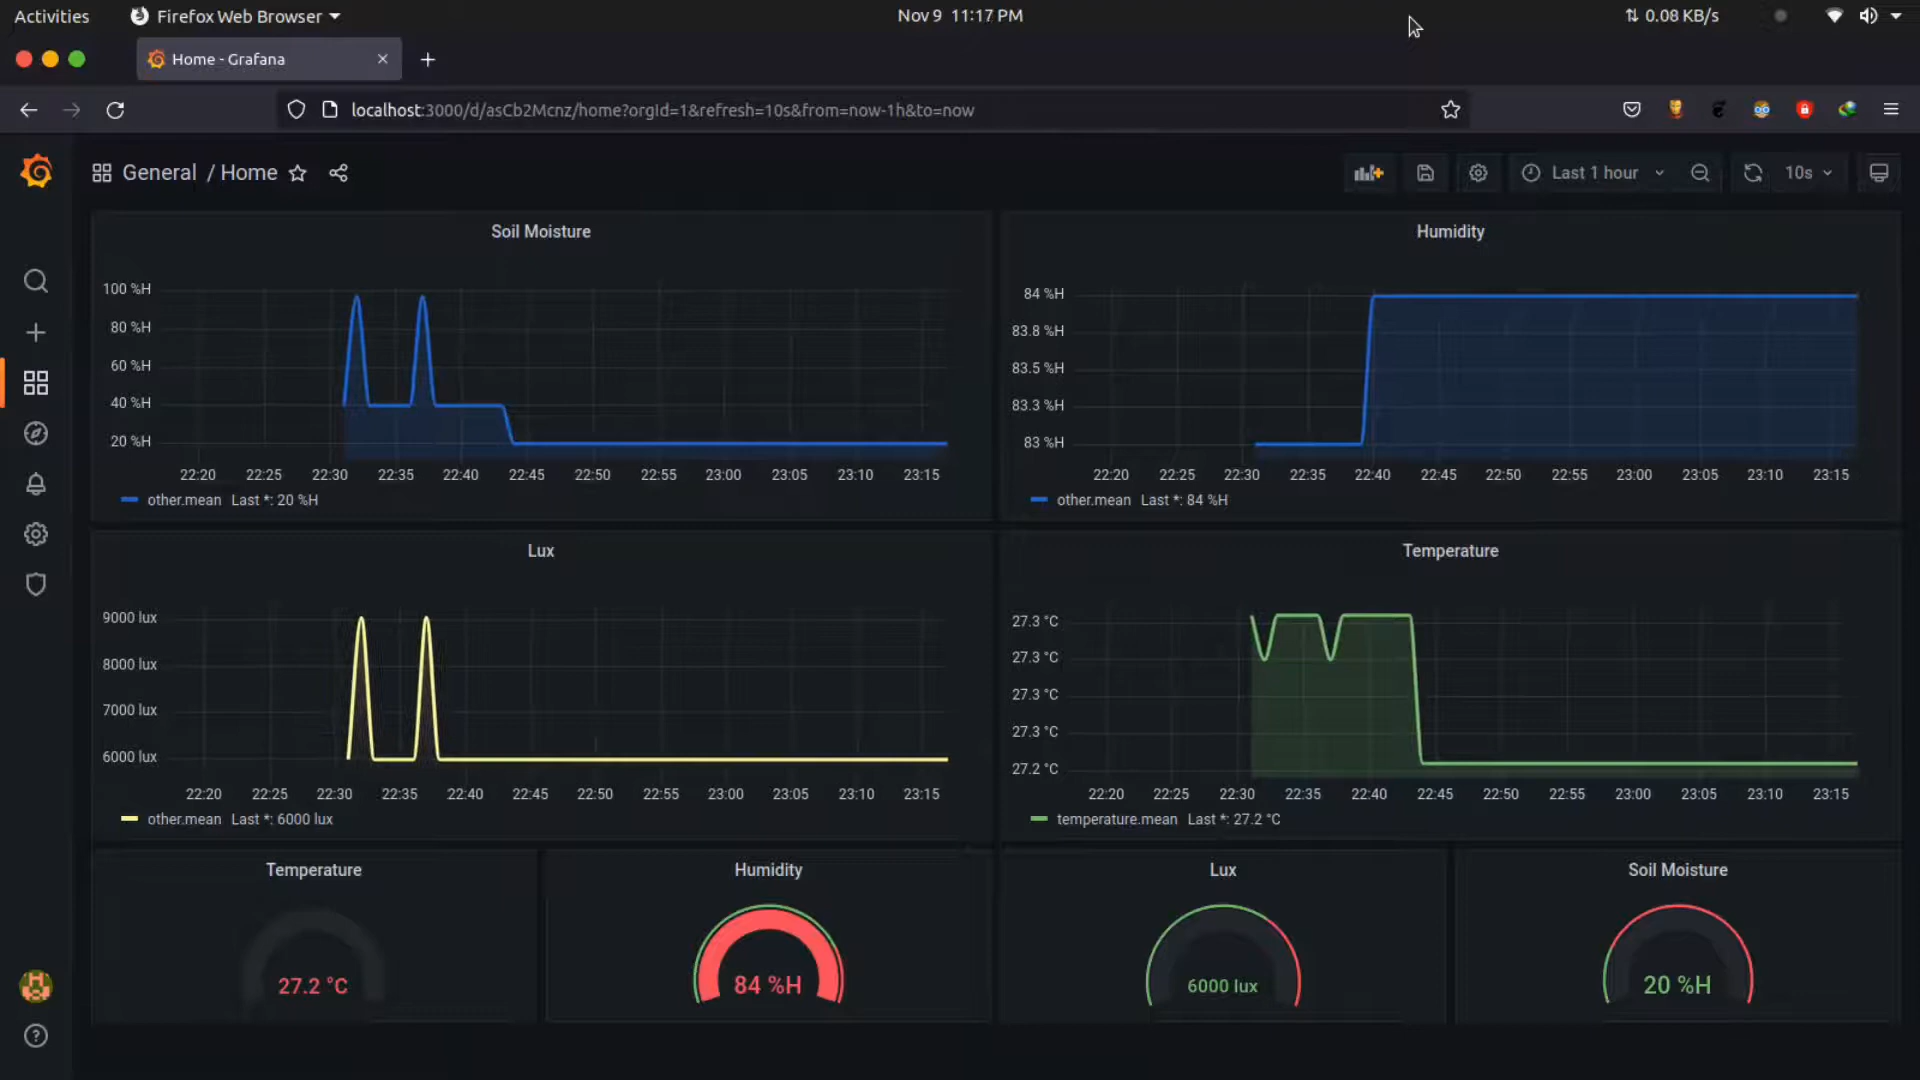 Activities
Firefox Web Browser
Nov 9 11:17 PM
0.08 KB/s
Home - Grafana
localhost:3000/d/asCb2Mcnz/home?orgId=1&refresh=10s&from=now-1h&to=now
General / Home
Last 1 hour
10s
Soil Moisture
100 %H
80 %H
60 %H
40 %H
20 %H
22:20 22:25 22:30 22:35 22:40 22:45 22:50 22:55 23:00 23:05 23:10 23:15
other.mean Last *: 20 %H
Humidity
84 %H
83.8 %H
83.5 %H
83.3 %H
83 %H
22:20 22:25 22:30 22:35 22:40 22:45 22:50 22:55 23:00 23:05 23:10 23:15
other.mean Last *: 84 %H
Lux
9000 lux
8000 lux
7000 lux
6000 lux
22:20 22:25 22:30 22:35 22:40 22:45 22:50 22:55 23:00 23:05 23:10 23:15
other.mean Last *: 6000 lux
Temperature
27.3 °C
27.3 °C
27.3 °C
27.3 °C
27.2 °C
22:20 22:25 22:30 22:35 22:40 22:45 22:50 22:55 23:00 23:05 23:10 23:15
temperature.mean Last *: 27.2 °C
Temperature
27.2 °C
Humidity
84 %H
Lux
6000 lux
Soil Moisture
20 %H